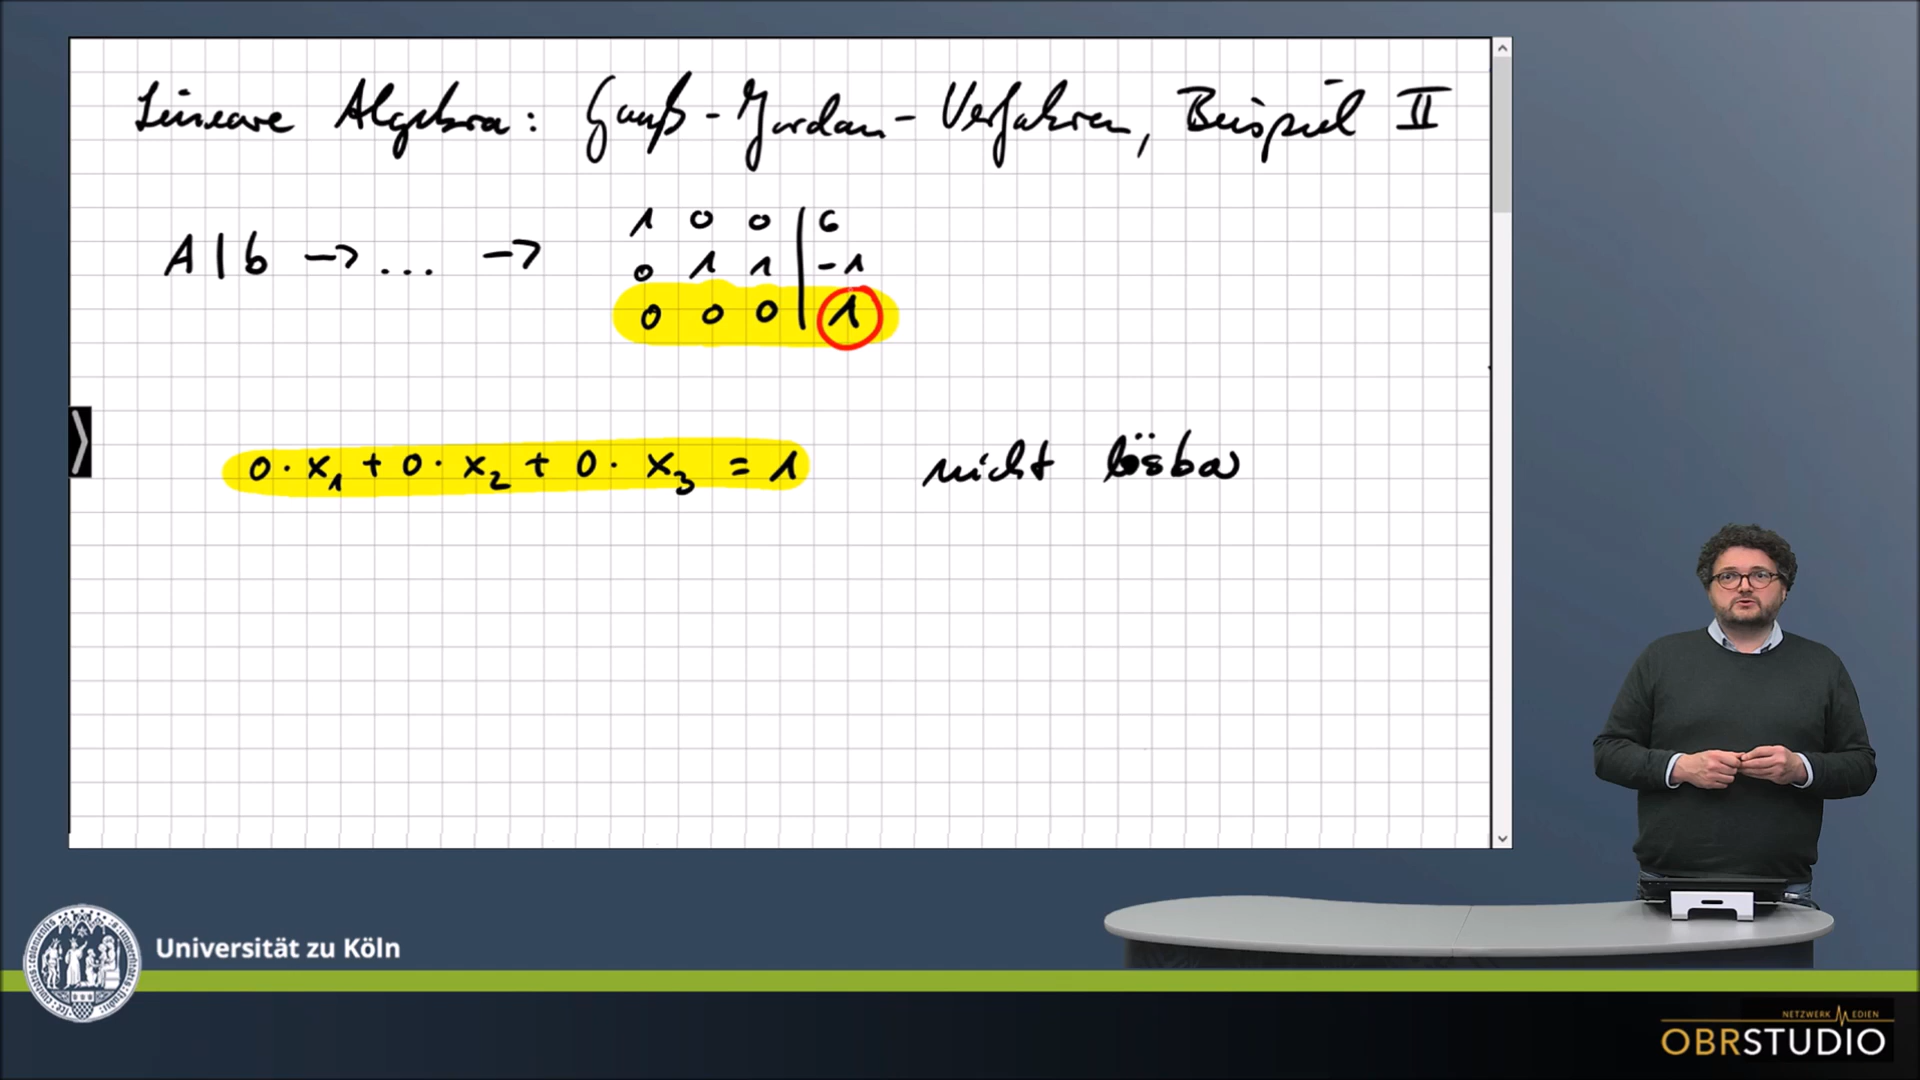 Lineare Algebra: Gauß-Jordan-Verfahren, Beispiel II
A | b -> ... ->
1 0 0 | 6
0 1 1 | -1
0 0 0 | 1
0 · x₁ + 0 · x₂ + 0 · x₃ = 1 nicht lösbar
Universität zu Köln
NETZWERK MEDIEN
OBRSTUDIO